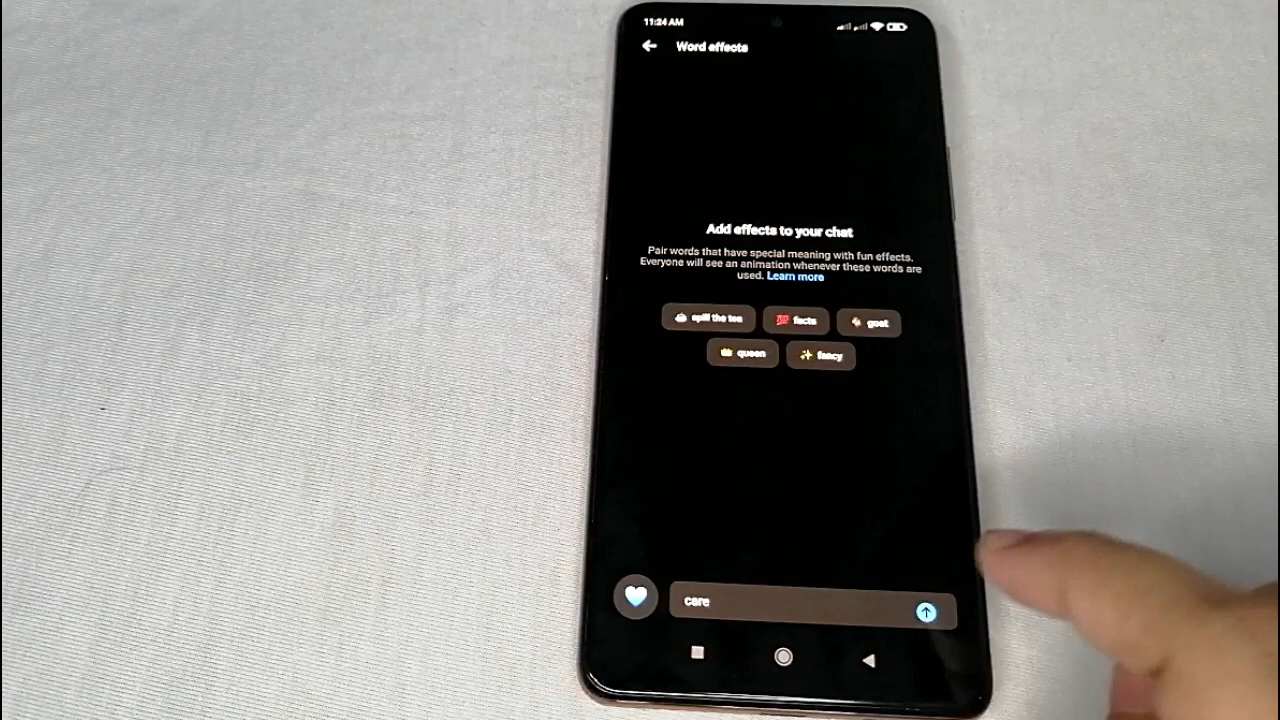 11:24 AM
Word effects
Add effects to your chat
Pair words that have special meaning with fun effects.
Everyone will see an animation whenever these words are
used. Learn more
spill the tea
facts
goat
queen
fancy
care